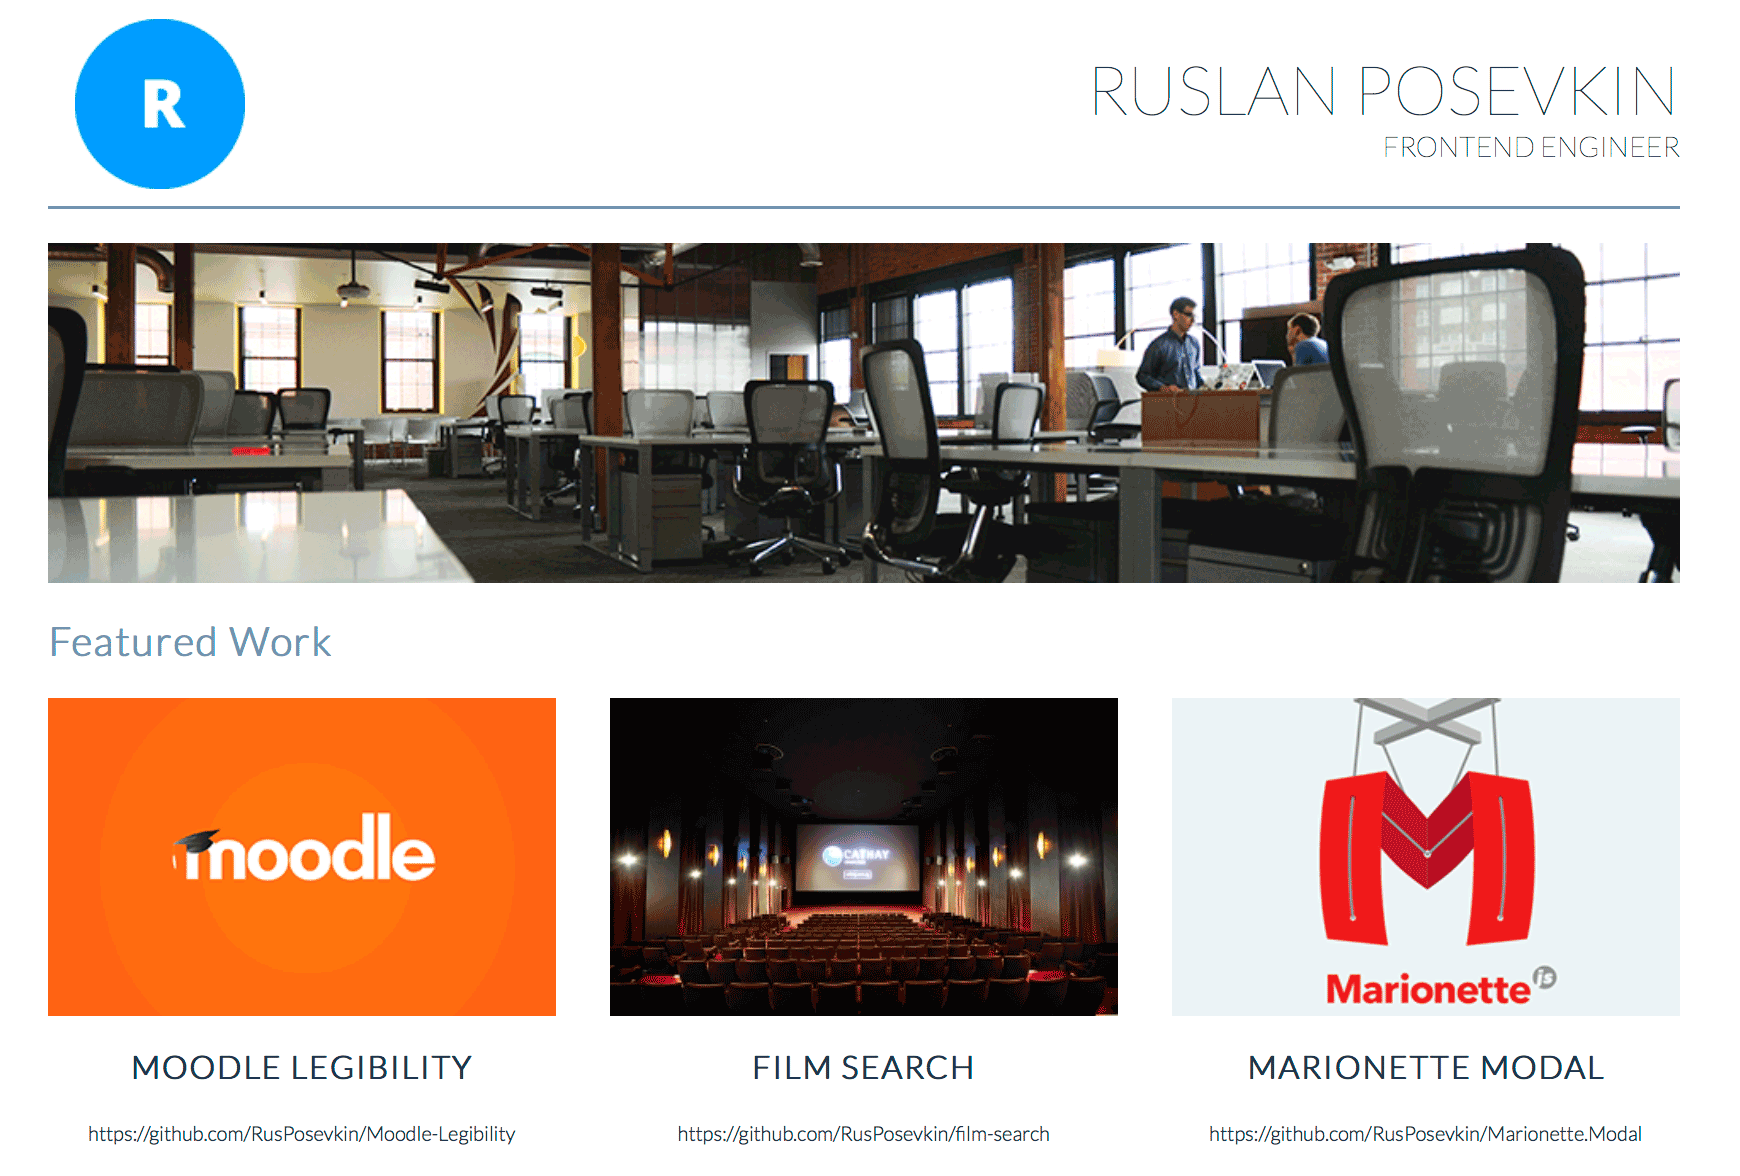 R
RUSLAN POSEVKIN
FRONTEND ENGINEER
Featured Work
moodle
CATHAY
Marionette js
MOODLE LEGIBILITY
FILM SEARCH
MARIONETTE MODAL
https://github.com/RusPosevkin/Moodle-Legibility
https://github.com/RusPosevkin/film-search
https://github.com/RusPosevkin/Marionette.Modal